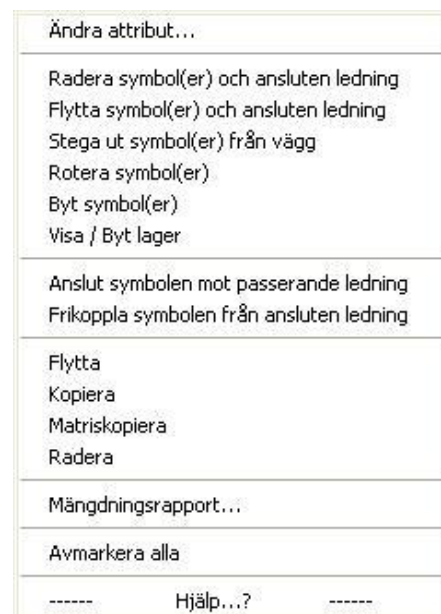 Ändra attribut...
Radera symbol(er) och ansluten ledning
Flytta symbol(er) och ansluten ledning
Stega ut symbol(er) från vägg
Rotera symbol(er)
Byt symbol(er)
Visa / Byt lager
Anslut symbolen mot passerande ledning
Frikoppla symbolen från ansluten ledning
Flytta
Kopiera
Matriskopiera
Radera
Mängdningsrapport...
Avmarkera alla
------ Hjälp...? ------